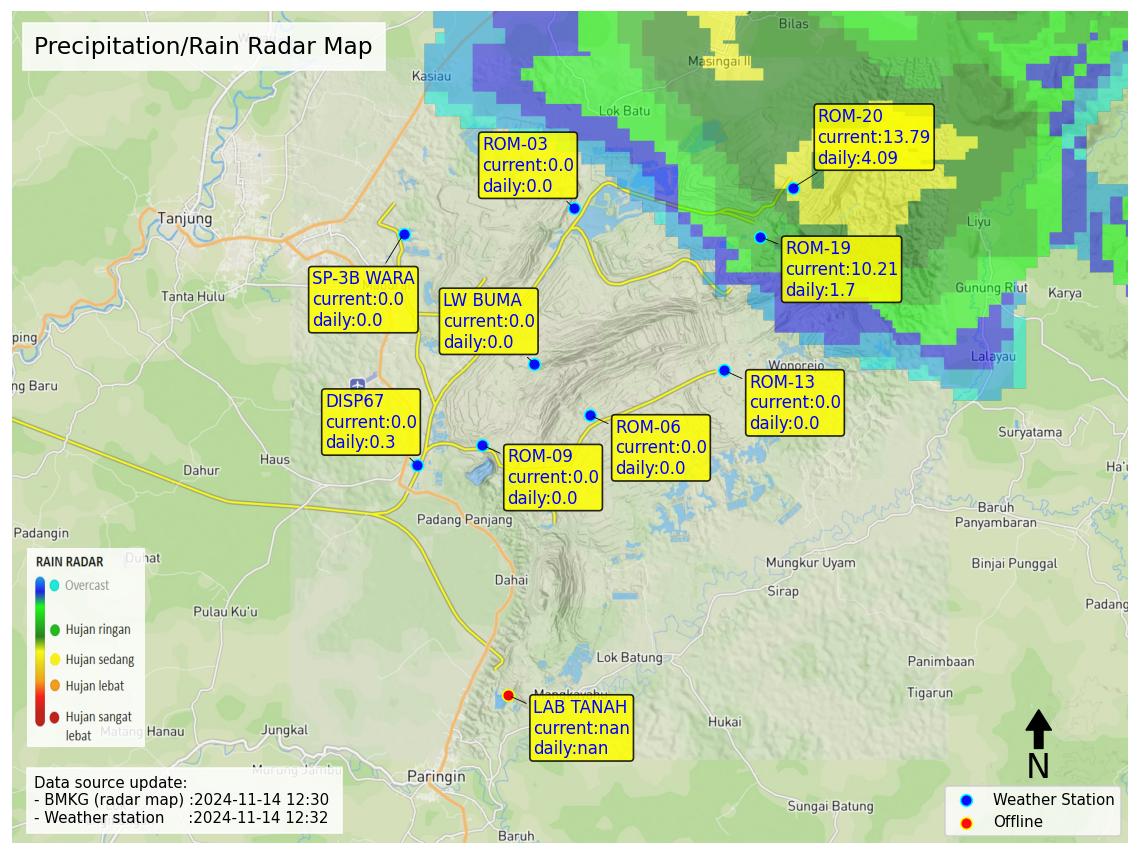 Precipitation/Rain Radar Map
Bilas
Masingai II
Kasiau
Lok Batu
ROM-20
current:13.79
daily:4.09
ROM-03
current:0.0
daily:0.0
Tanjung
Liyu
ROM-19
current:10.21
daily:1.7
SP-3B WARA
current:0.0
daily:0.0
LW BUMA
current:0.0
daily:0.0
Tanta Hulu
Gunung Riut
Karya
ping
Lalayau
Wonorejo
ng Baru
ROM-13
current:0.0
daily:0.0
DISP67
current:0.0
daily:0.3
ROM-06
current:0.0
daily:0.0
Suryatama
ROM-09
current:0.0
daily:0.0
Haus
Dahur
Ha'u
Baruh
Panyambaran
Padang Panjang
Padangin
Duhat
Mungkur Uyam
Binjai Punggal
Dahai
Sirap
Padang
Pulau Ku'u
RAIN RADAR
Overcast
Hujan ringan
Hujan sedang
Hujan lebat
Hujan sangat
lebat
Lok Batung
Panimbaan
Tigarun
LAB TANAH
current:nan
daily:nan
Hukai
Matang Hanau
Jungkal
Murung Jambu
Paringin
Sungai Batung
Baruh
N
Data source update:
- BMKG (radar map) :2024-11-14 12:30
- Weather station :2024-11-14 12:32
Weather Station
Offline